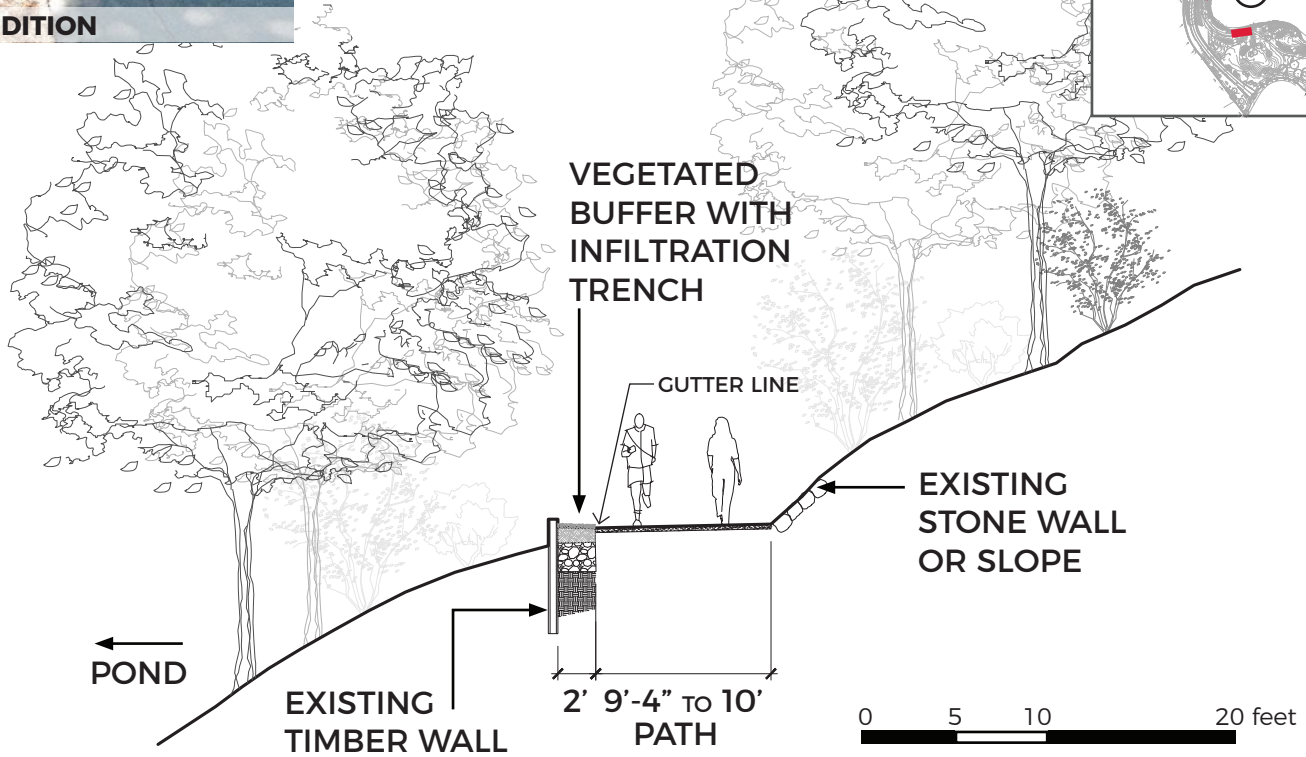 DITION
VEGETATED
BUFFER WITH
INFILTRATION
TRENCH
GUTTER LINE
EXISTING
STONE WALL
OR SLOPE
POND
EXISTING
TIMBER WALL
2’ 9’-4” TO 10’
PATH
0 5 10 20 feet